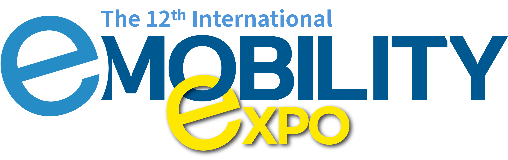 The 12th International
eMOBILITY
eXPO